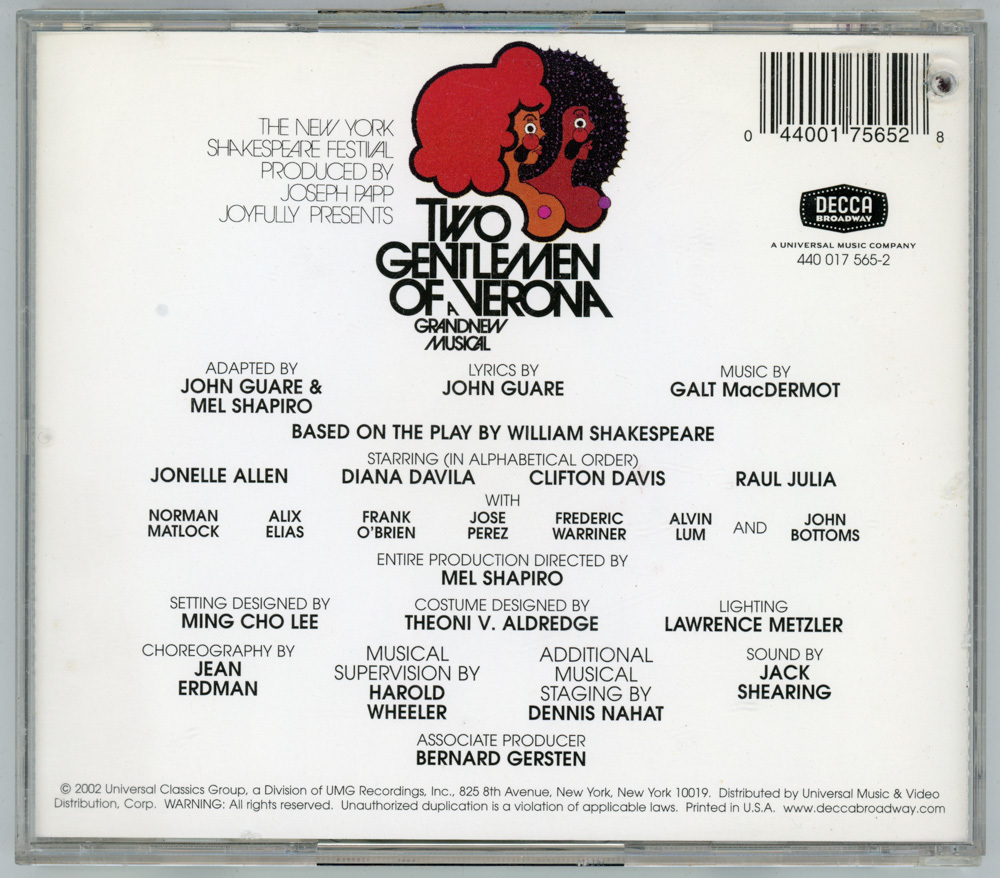 THE NEW YORK
SHAKESPEARE FESTIVAL
PRODUCED BY
JOSEPH PAPP
JOYFULLY PRESENTS
TWO
GENTLEMEN
OF VERONA
A
GRAND NEW
MUSICAL
0 44001 75652 8
DECCA
BROADWAY
A UNIVERSAL MUSIC COMPANY
440 017 565-2
ADAPTED BY
JOHN GUARE &
MEL SHAPIRO
LYRICS BY
JOHN GUARE
MUSIC BY
GALT MacDERMOT
BASED ON THE PLAY BY WILLIAM SHAKESPEARE
STARRING (IN ALPHABETICAL ORDER)
JONELLE ALLEN DIANA DAVILA CLIFTON DAVIS RAUL JULIA
WITH
NORMAN
MATLOCK
ALIX
ELIAS
FRANK
O'BRIEN
JOSE
PEREZ
FREDERIC
WARRINER
ALVIN
LUM
AND
JOHN
BOTTOMS
ENTIRE PRODUCTION DIRECTED BY
MEL SHAPIRO
SETTING DESIGNED BY
MING CHO LEE
COSTUME DESIGNED BY
THEONI V. ALDREDGE
LIGHTING
LAWRENCE METZLER
CHOREOGRAPHY BY
JEAN
ERDMAN
MUSICAL
SUPERVISION BY
HAROLD
WHEELER
ADDITIONAL
MUSICAL
STAGING BY
DENNIS NAHAT
SOUND BY
JACK
SHEARING
ASSOCIATE PRODUCER
BERNARD GERSTEN
© 2002 Universal Classics Group, a Division of UMG Recordings, Inc., 825 8th Avenue, New York, New York 10019. Distributed by Universal Music & Video
Distribution, Corp. WARNING: All rights reserved. Unauthorized duplication is a violation of applicable laws. Printed in U.S.A. www.deccabroadway.com